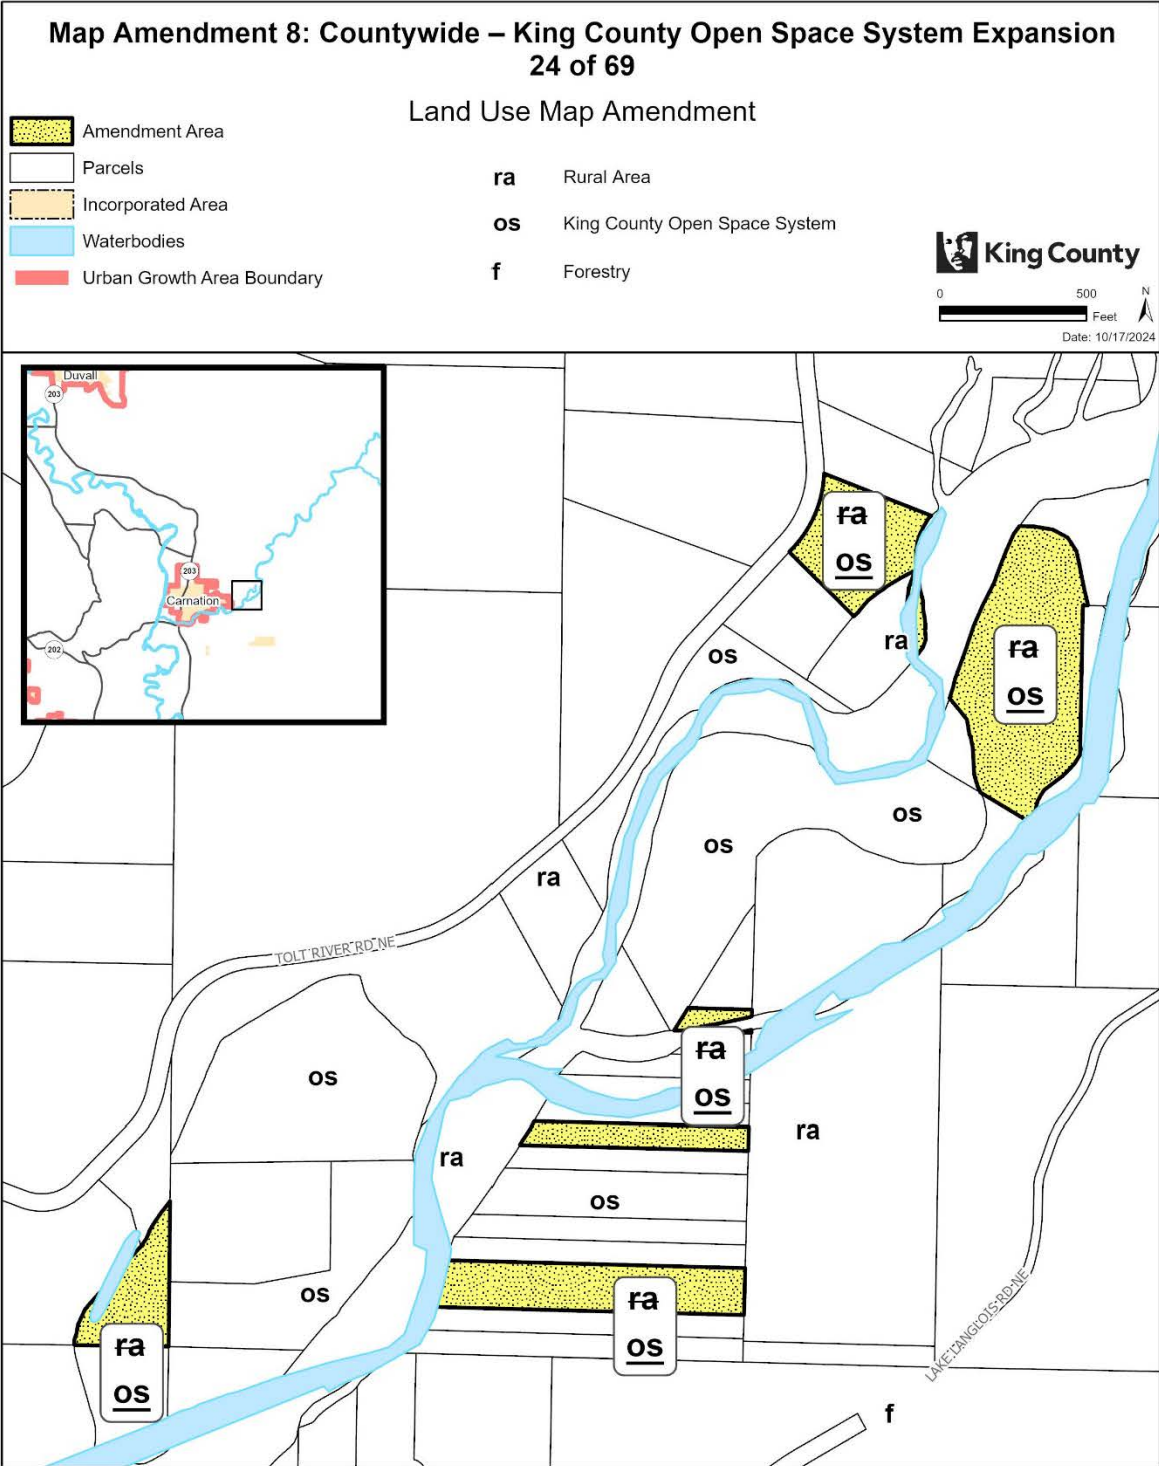 Map Amendment 8: Countywide – King County Open Space System Expansion
24 of 69
Land Use Map Amendment
Amendment Area
Parcels
Incorporated Area
Waterbodies
Urban Growth Area Boundary
ra Rural Area
os King County Open Space System
f Forestry
King County
0 500
Feet
N
Date: 10/17/2024
Duvall
203
203
Carnation
202
ra
os
ra
os
ra
os
os
os
ra
TOLT RIVER RD NE
ra
os
os
ra
ra
os
os
ra
os
ra
os
LAKE LANGLOIS RD NE
f